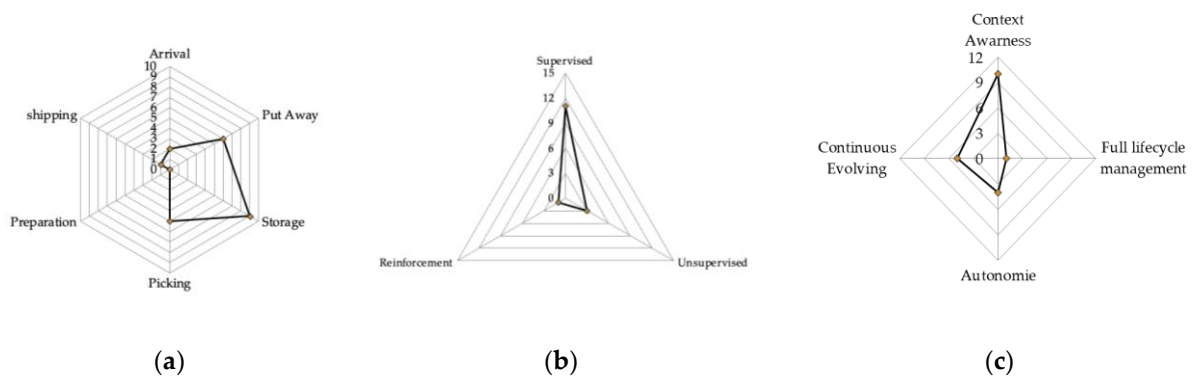 Arrival
10
9
8
7
6
5
4
3
2
1
0
Put Away
Storage
Picking
Preparation
shipping
(a)
Supervised
15
12
9
6
3
0
Unsupervised
Reinforcement
(b)
Context
Awarness
12
9
6
3
0
Full lifecycle
management
Autonomie
Continuous
Evolving
(c)